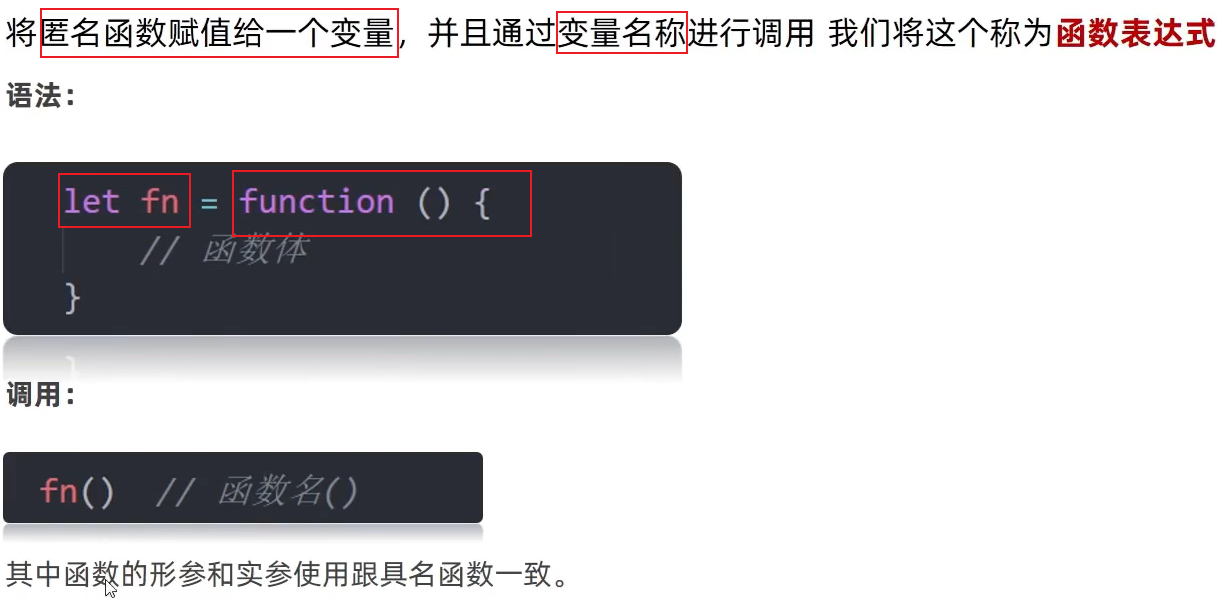 将匿名函数赋值给一个变量，并且通过变量名称进行调用 我们将这个称为函数表达式
语法：
let fn = function () {
// 函数体
}
调用：
fn() // 函数名()
其中函数的形参和实参使用跟具名函数一致。